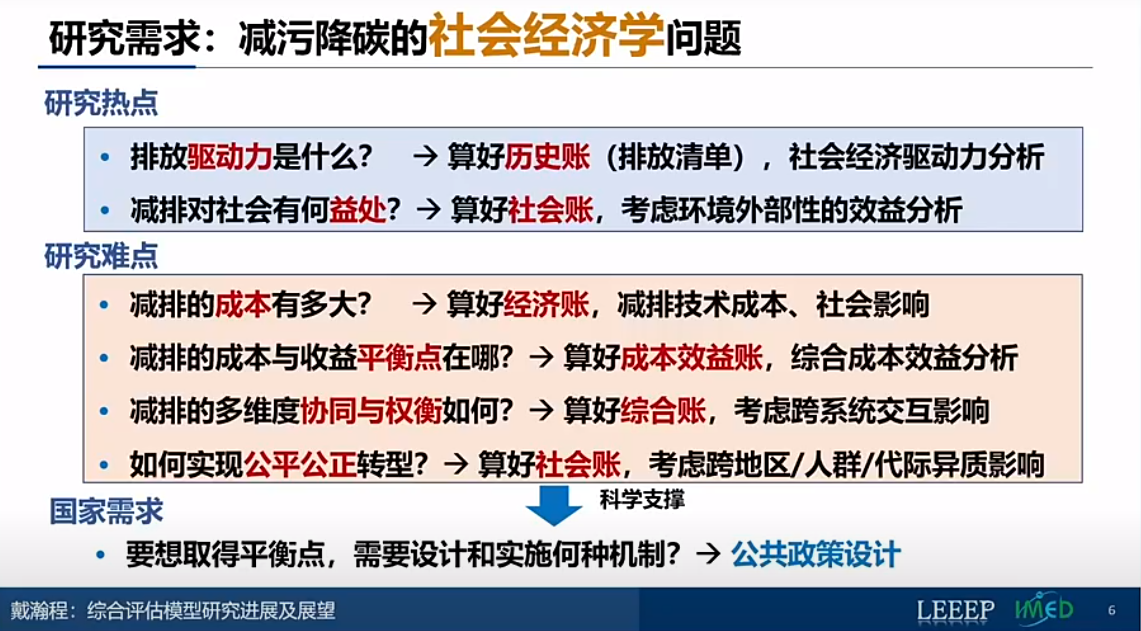 研究需求：减污降碳的社会经济学问题
研究热点
• 排放驱动力是什么？ → 算好历史账（排放清单），社会经济驱动力分析
• 减排对社会有何益处？ → 算好社会账，考虑环境外部性的效益分析
研究难点
• 减排的成本有多大？ → 算好经济账，减排技术成本、社会影响
• 减排的成本与收益平衡点在哪？ → 算好成本效益账，综合成本效益分析
• 减排的多维度协同与权衡如何？ → 算好综合账，考虑跨系统交互影响
• 如何实现公平公正转型？ → 算好社会账，考虑跨地区/人群/代际异质影响
科学支撑
国家需求
• 要想取得平衡点，需要设计和实施何种机制？ → 公共政策设计
戴瀚程：综合评估模型研究进展及展望 LEEEP IMED 6